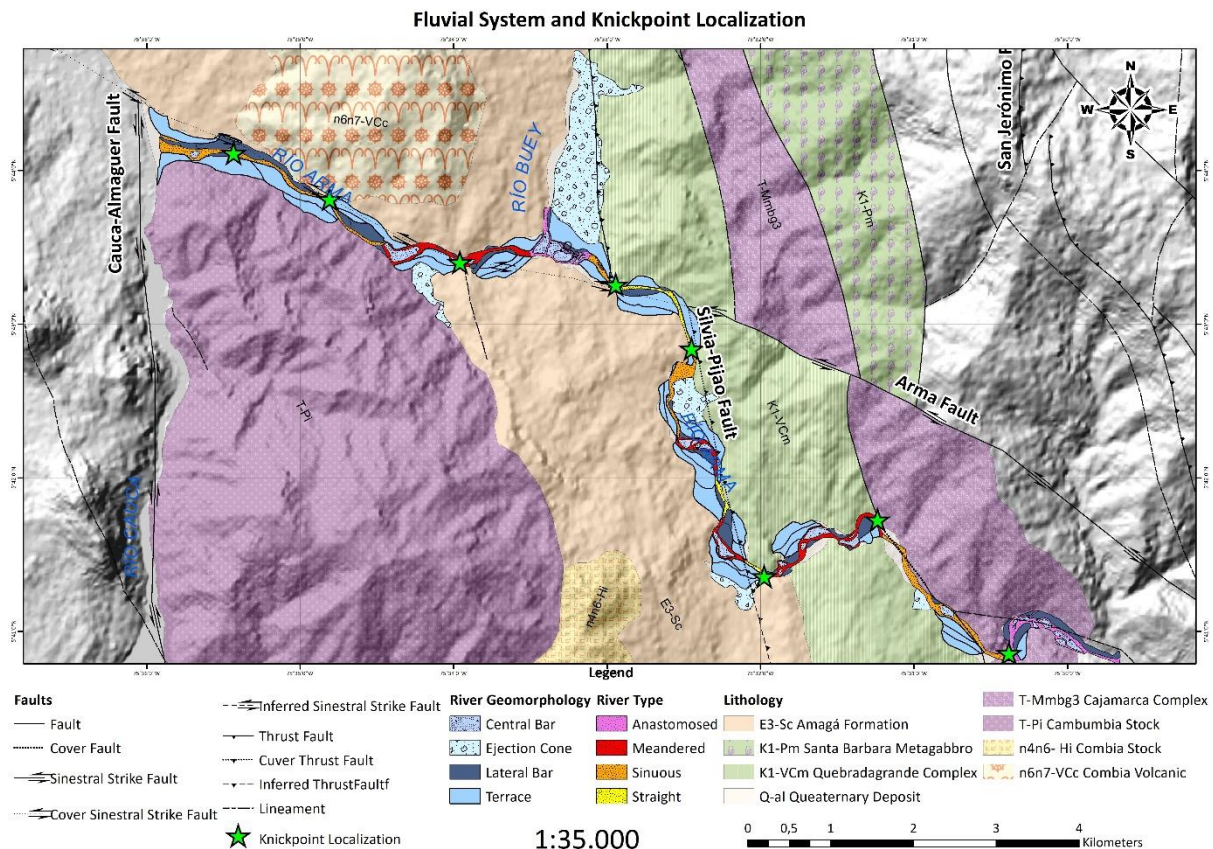 Fluvial System and Knickpoint Localization
Cauca-Almaguer Fault
n6n7-VCc
RÍO ARMA
RÍO BUEY
T-Mmbg3
K1-Pm
N
W E
S
T-Pi
Silvia-Pijao Fault
Arma Fault
K1-VCm
RÍO CAUCA
n4n6-Hi
E3-Sc
Legend
Faults
Fault
Cover Fault
Sinestral Strike Fault
Cover Sinestral Strike Fault
Inferred Sinestral Strike Fault
Thrust Fault
Cuver Thrust Fault
Inferred ThrustFaultf
Lineament
Knickpoint Localization
River Geomorphology
Central Bar
Ejection Cone
Lateral Bar
Terrace
River Type
Anastomosed
Meandered
Sinuous
Straight
Lithology
E3-Sc Amagá Formation
K1-Pm Santa Barbara Metagabbro
K1-VCm Quebradagrande Complex
Q-al Queaternary Deposit
T-Mmbg3 Cajamarca Complex
T-Pi Cambumbia Stock
n4n6- Hi Combia Stock
n6n7-VCc Combia Volcanic
1:35.000
0 0,5 1 2 3 4
Kilometers